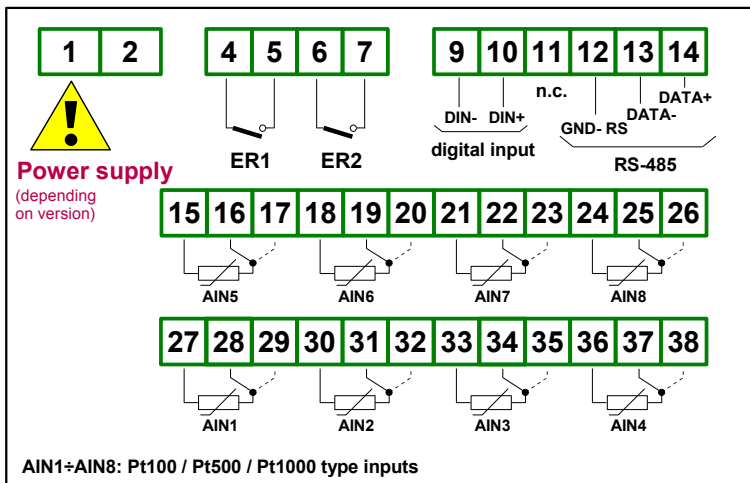 1 2 4 5 6 7 9 10 11 12 13 14
n.c.
DIN- DIN+
GND- RS
DATA-
DATA+
digital input
RS-485
ER1 ER2
Power supply
(depending
on version)
15 16 17 18 19 20 21 22 23 24 25 26
AIN5 AIN6 AIN7 AIN8
27 28 29 30 31 32 33 34 35 36 37 38
AIN1 AIN2 AIN3 AIN4
AIN1÷AIN8: Pt100 / Pt500 / Pt1000 type inputs